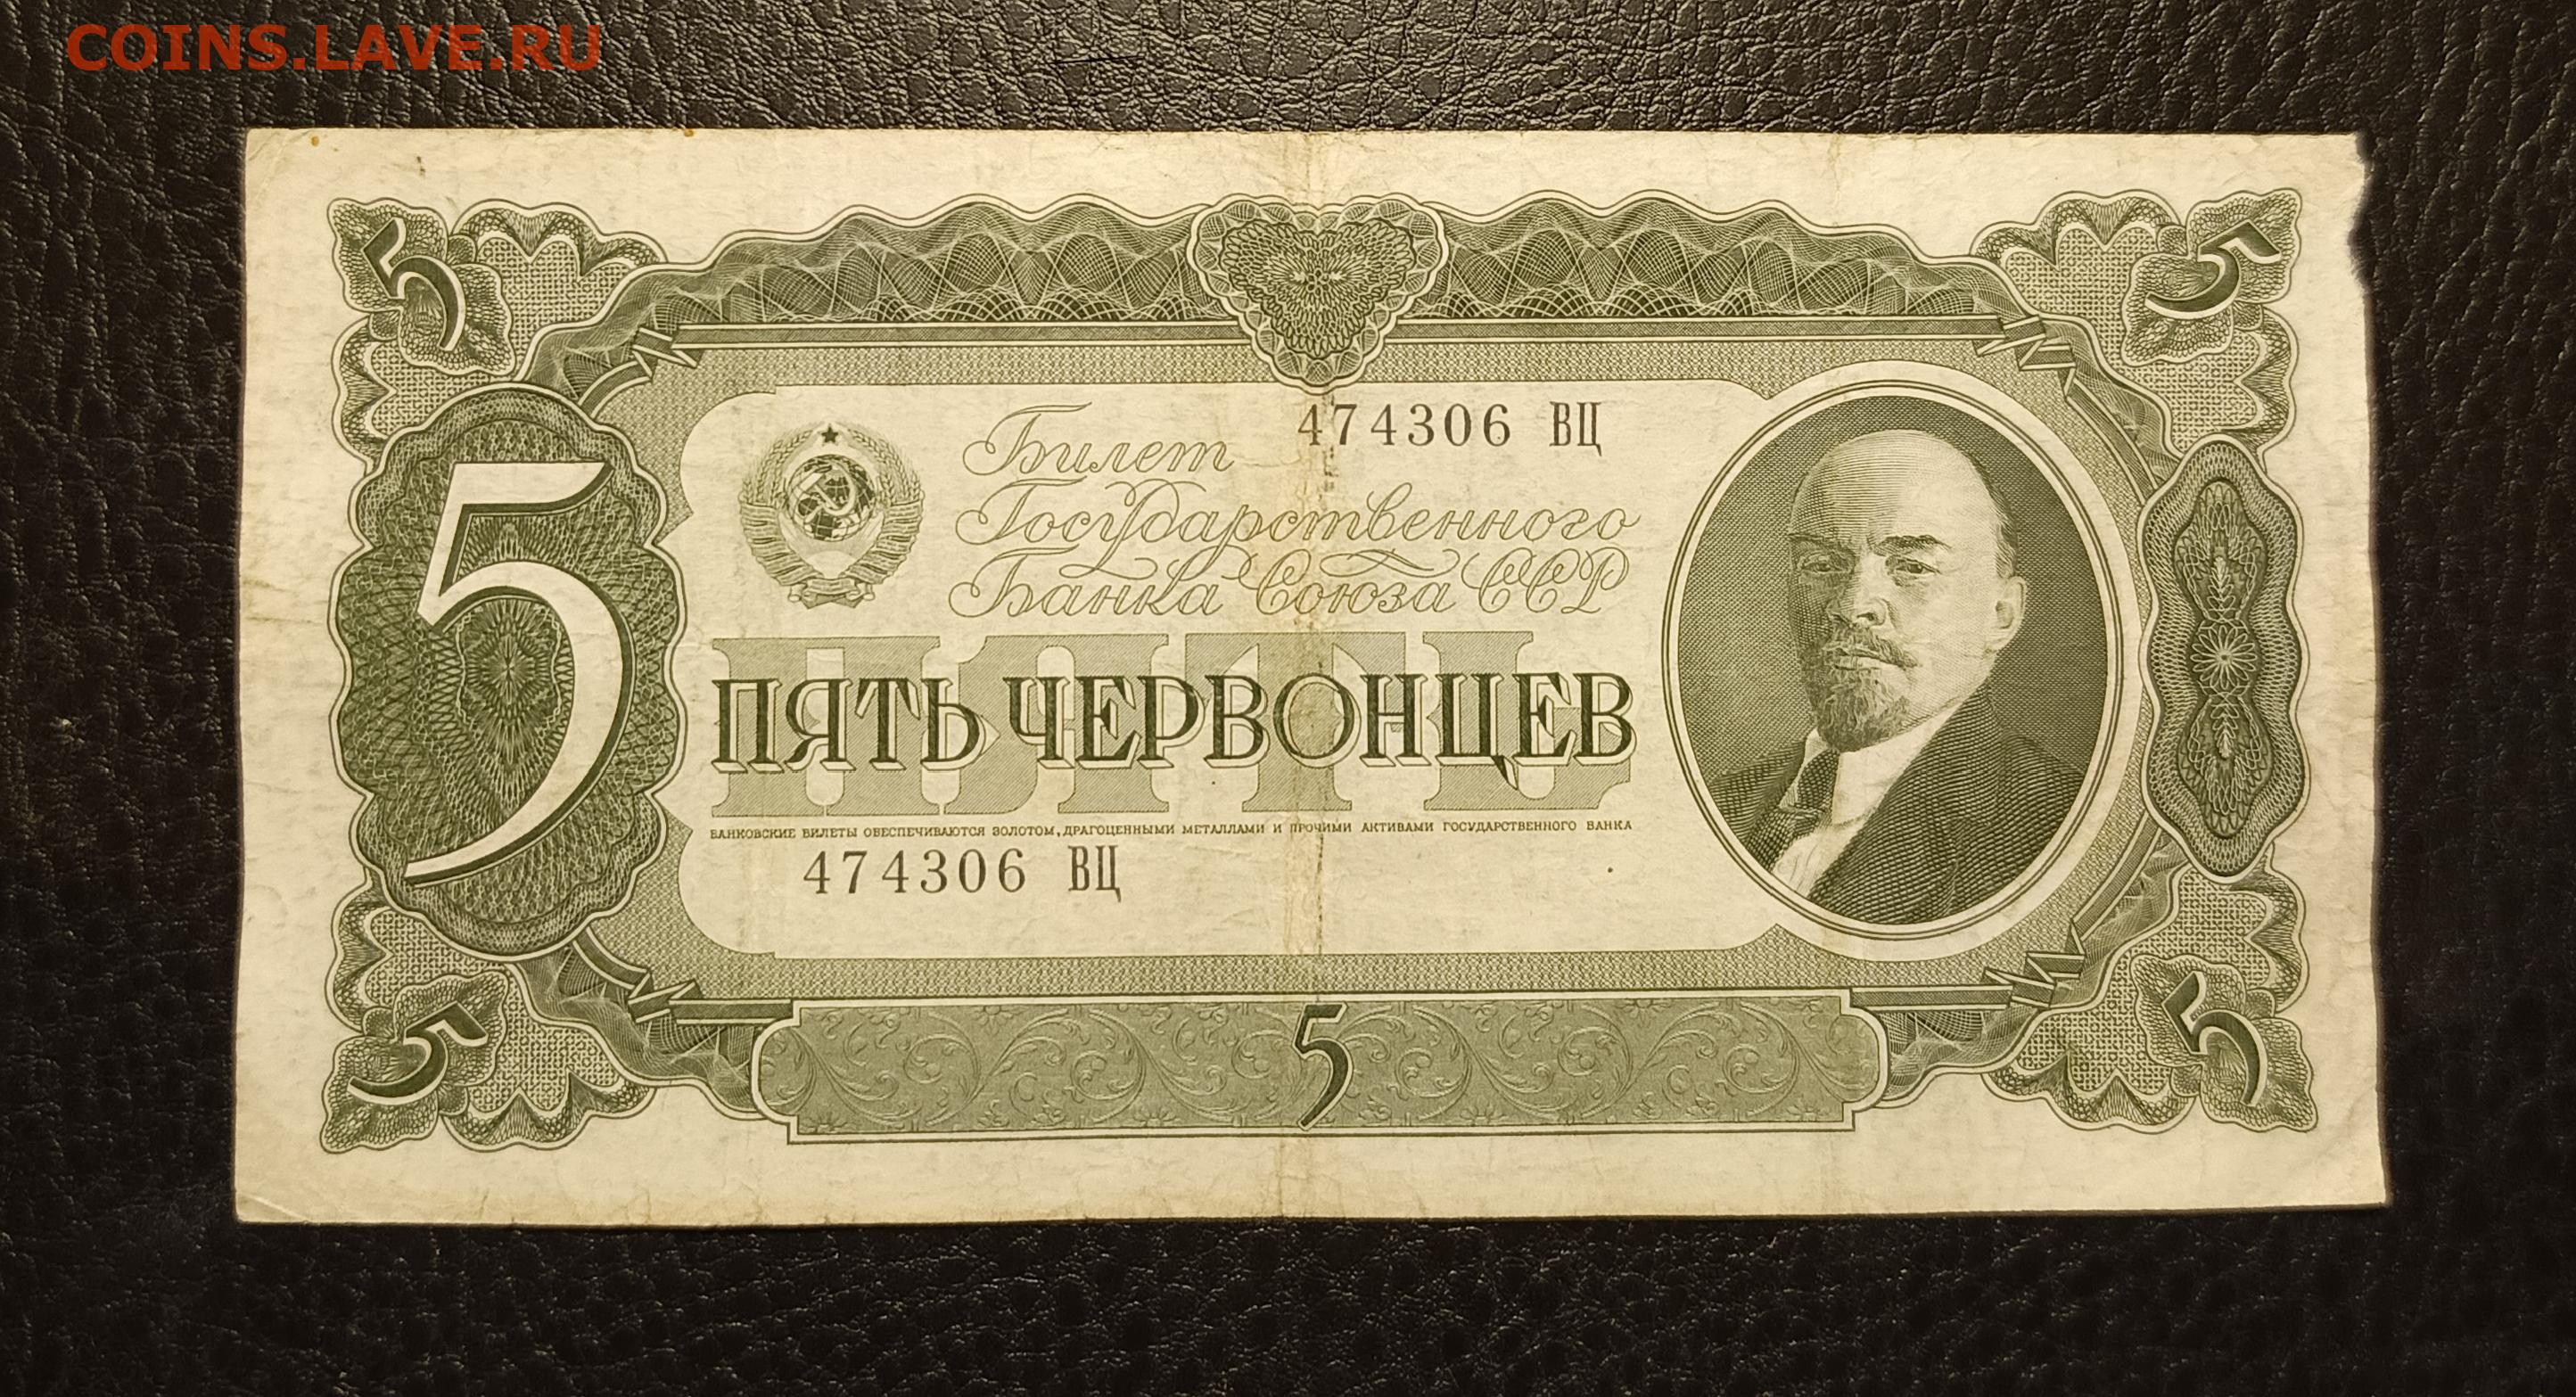 COINS.LAVE.RU
5 5
474306 ВЦ
Билет
Государственного
Банка Союза ССР
5
ПЯТЬ
ПЯТЬ ЧЕРВОНЦЕВ
БАНКОВСКИЕ БИЛЕТЫ ОБЕСПЕЧИВАЮТСЯ ЗОЛОТОМ, ДРАГОЦЕННЫМИ МЕТАЛЛАМИ И ПРОЧИМИ АКТИВАМИ ГОСУДАРСТВЕННОГО БАНКА
474306 ВЦ
5 5 5